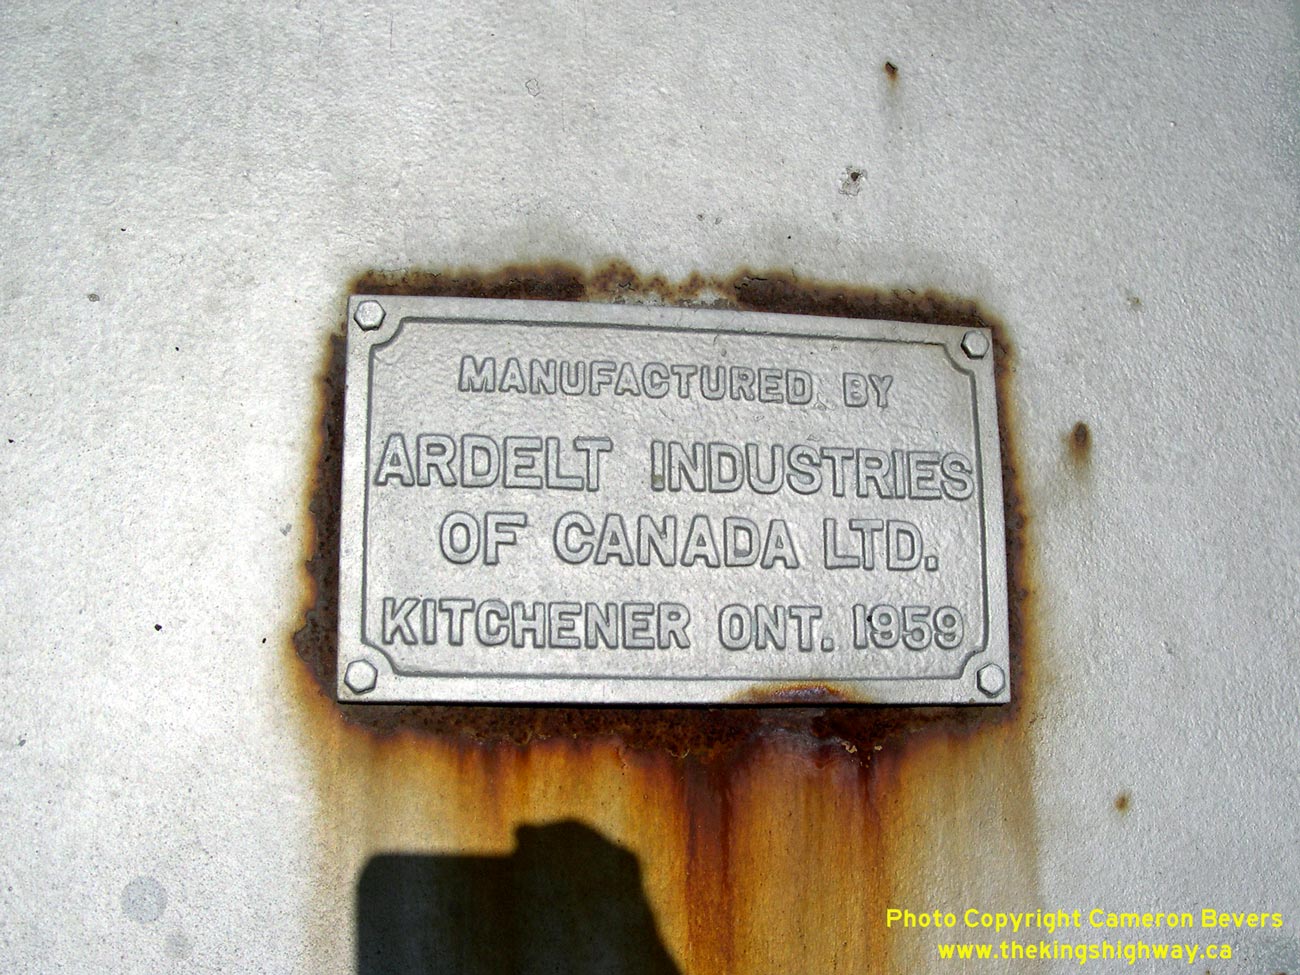 MANUFACTURED BY
ARDELT INDUSTRIES
OF CANADA LTD.
KITCHENER ONT. 1959
Photo Copyright Cameron Bevers
www.thekingshighway.ca